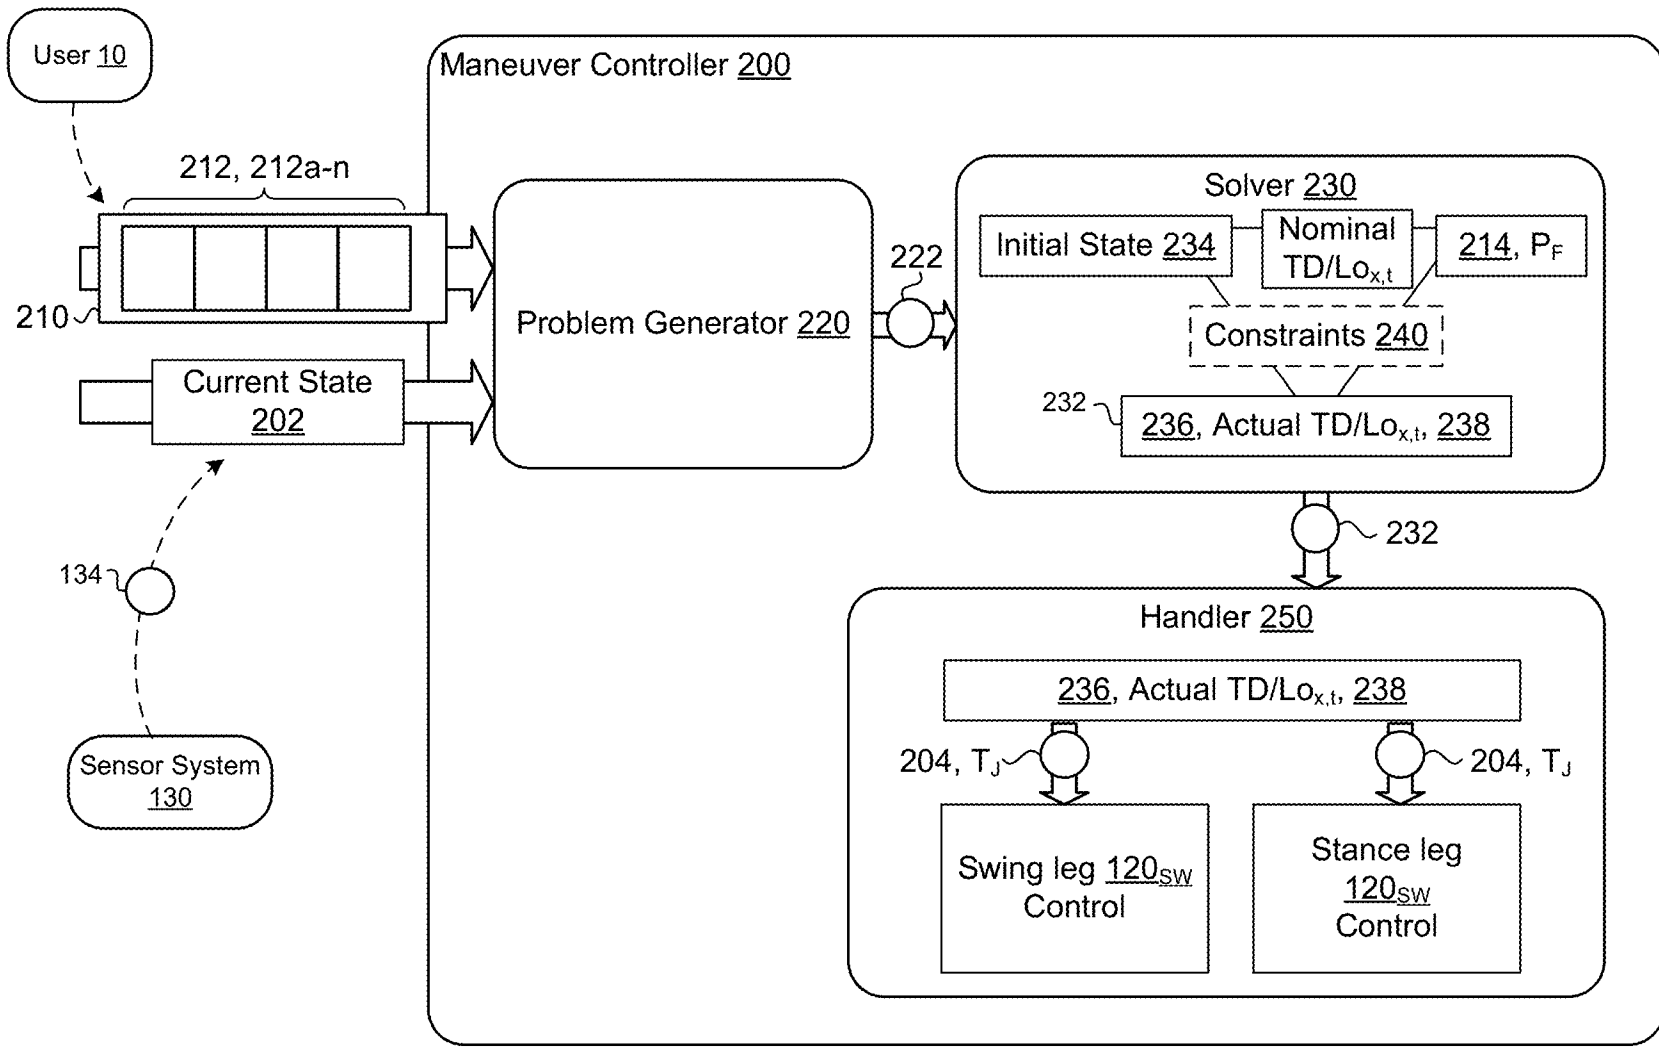 User 10
Maneuver Controller 200
212, 212a-n
210
Current State
202
134
Sensor System
130
Problem Generator 220
222
Solver 230
Initial State 234
Nominal
TD/Lox,t
214, PF
Constraints 240
232
236, Actual TD/Lox,t, 238
232
Handler 250
236, Actual TD/Lox,t, 238
204, TJ
204, TJ
Swing leg 120SW
Control
Stance leg
120SW
Control